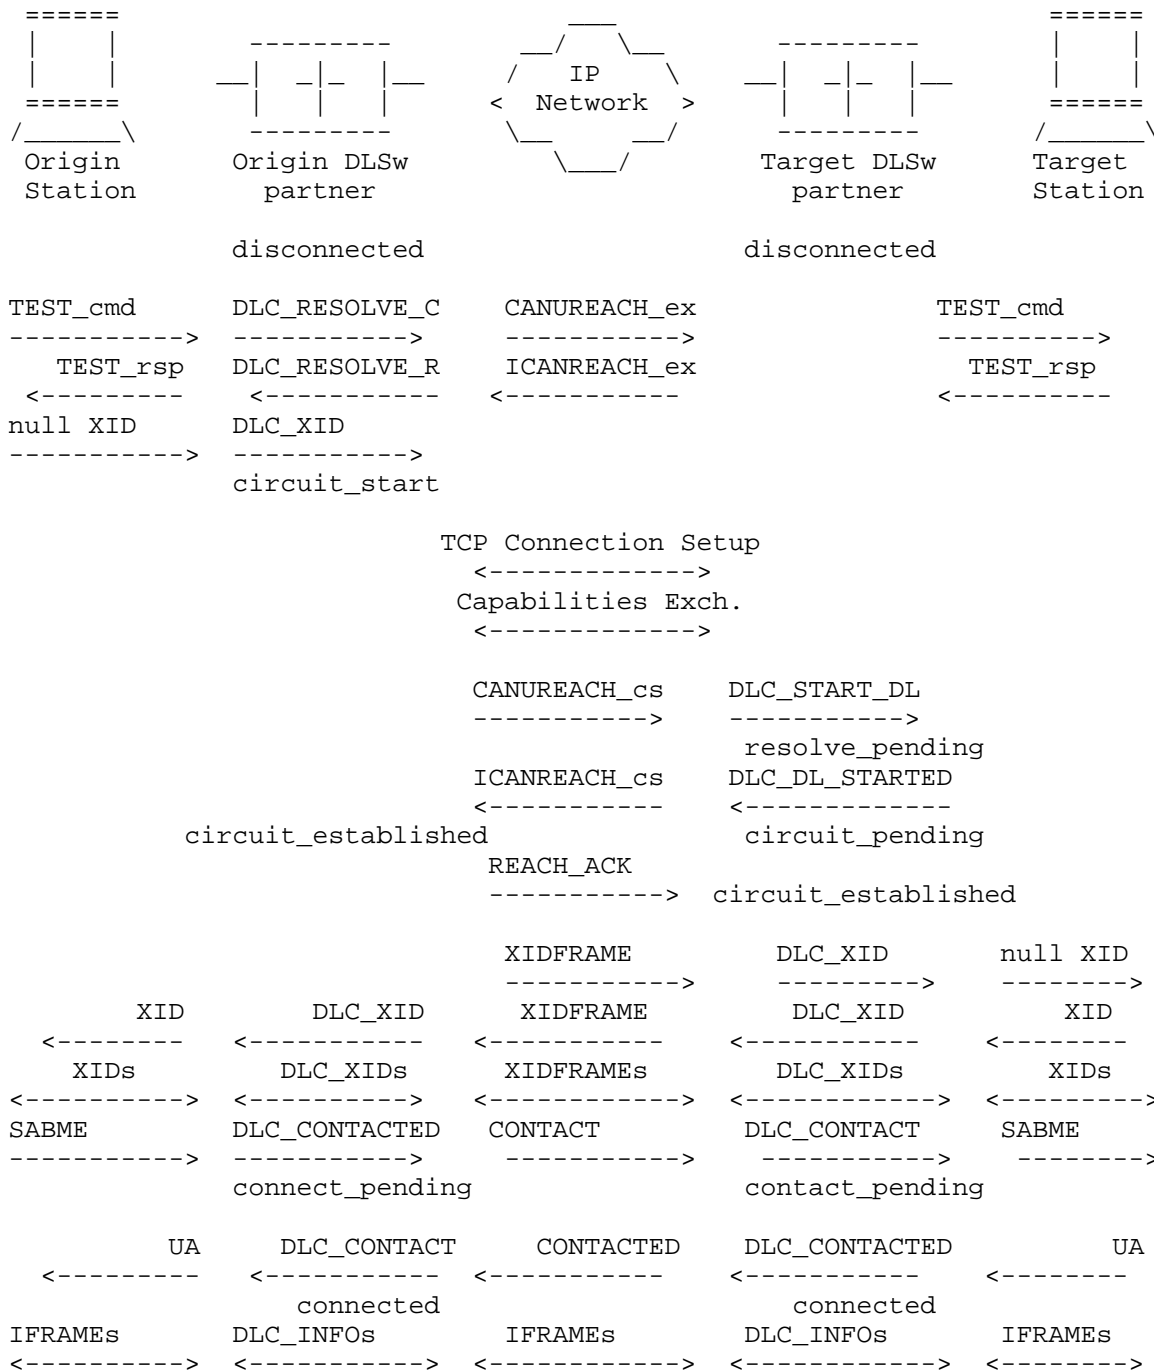 IP
Network
Origin Origin DLSw Target DLSw Target
Station partner partner Station
disconnected disconnected
TEST_cmd DLC_RESOLVE_C CANUREACH_ex TEST_cmd
TEST_rsp DLC_RESOLVE_R ICANREACH_ex TEST_rsp
null XID DLC_XID
circuit_start
TCP Connection Setup
Capabilities Exch.
CANUREACH_cs DLC_START_DL
resolve_pending
ICANREACH_cs DLC_DL_STARTED
circuit_established circuit_pending
REACH_ACK
circuit_established
XIDFRAME DLC_XID null XID
XID DLC_XID XIDFRAME DLC_XID XID
XIDs DLC_XIDs XIDFRAMEs DLC_XIDs XIDs
SABME DLC_CONTACTED CONTACT DLC_CONTACT SABME
connect_pending contact_pending
UA DLC_CONTACT CONTACTED DLC_CONTACTED UA
connected connected
IFRAMEs DLC_INFOs IFRAMEs DLC_INFOs IFRAMEs